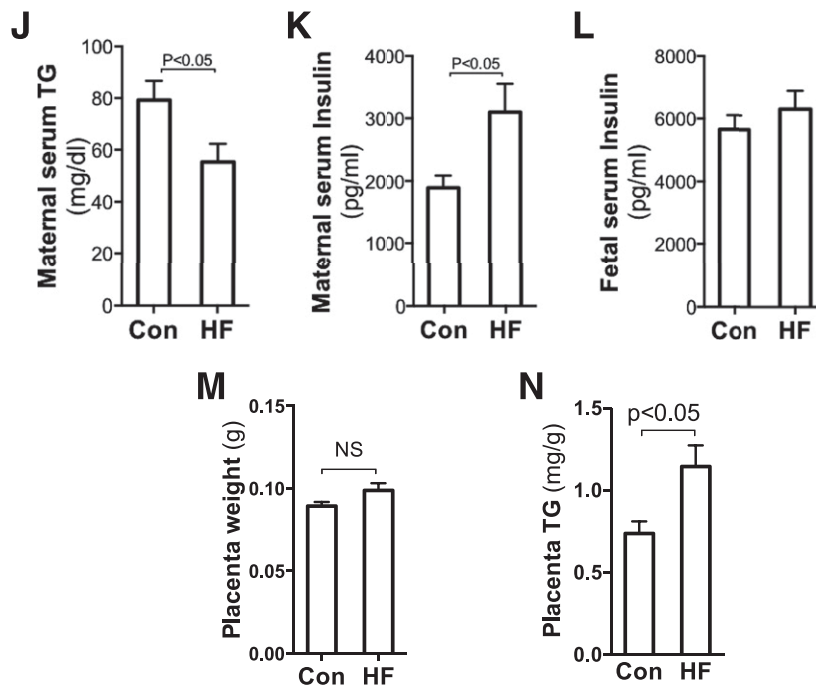 J
Maternal serum TG
(mg/dl)
100
80
60
40
20
0
P<0.05
Con HF
K
Maternal serum Insulin
(pg/ml)
4000
3000
2000
1000
0
P<0.05
Con HF
L
Fetal serum Insulin
(pg/ml)
8000
6000
4000
2000
0
Con HF
M
Placenta weight (g)
0.15
0.10
0.05
0.00
NS
Con HF
N
Placenta TG (mg/g)
1.5
1.0
0.5
0.0
p<0.05
Con HF